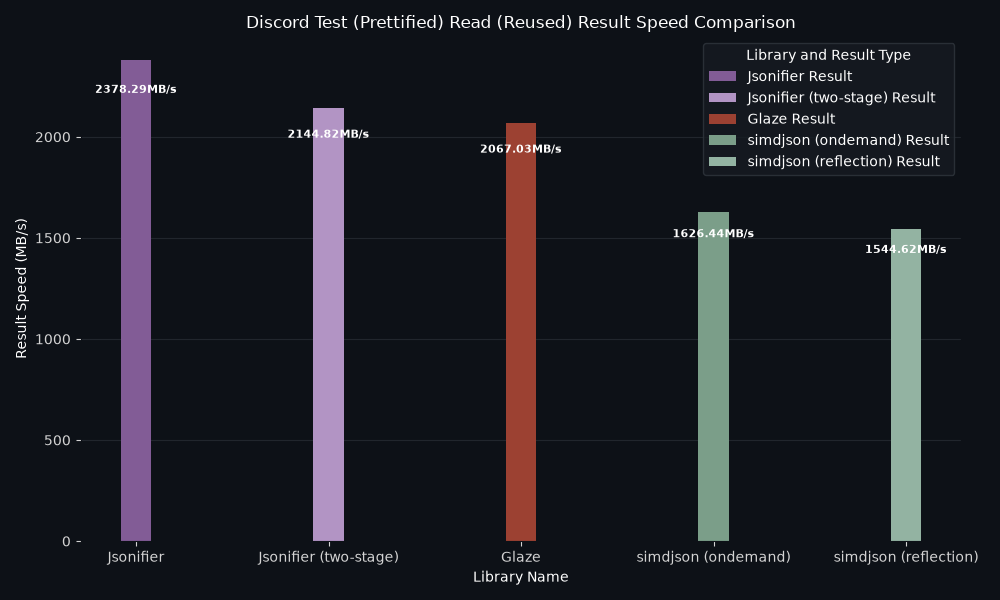 Discord Test (Prettified) Read (Reused) Result Speed Comparison
Library and Result Type
Jsonifier Result
Jsonifier (two-stage) Result
Glaze Result
simdjson (ondemand) Result
simdjson (reflection) Result
2378.29MB/s
2144.82MB/s
2067.03MB/s
1626.44MB/s
1544.62MB/s
Result Speed (MB/s)
2000
1500
1000
500
0
Jsonifier
Jsonifier (two-stage)
Glaze
simdjson (ondemand)
simdjson (reflection)
Library Name